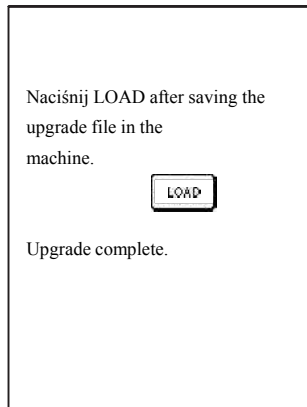 Naciśnij LOAD after saving the
upgrade file in the
machine.
LOAD
Upgrade complete.